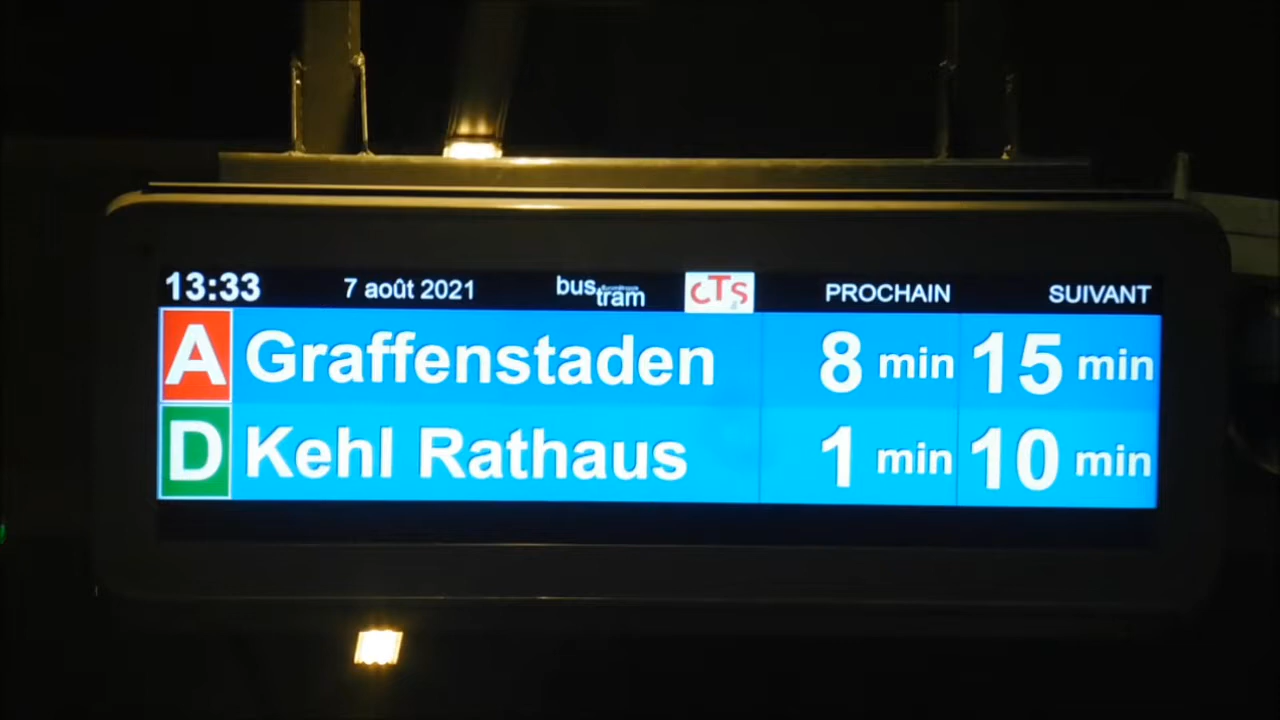 13:33 7 août 2021 bus tram CTS PROCHAIN SUIVANT
A Graffenstaden 8 min 15 min
D Kehl Rathaus 1 min 10 min